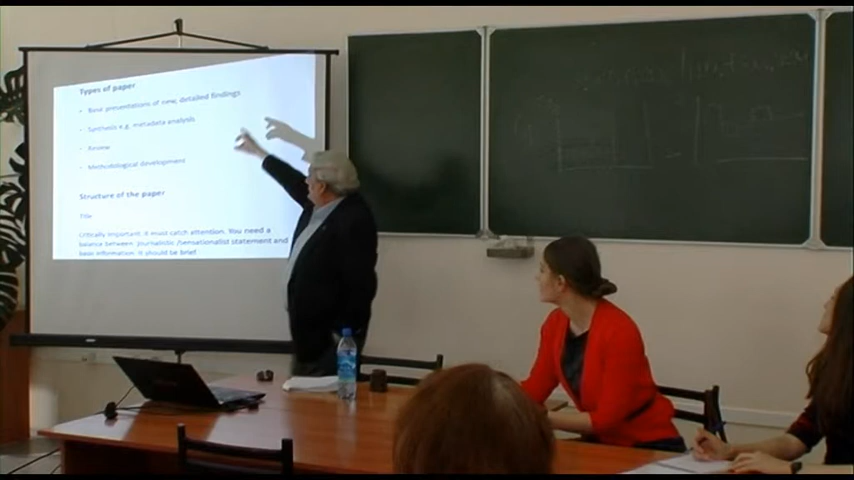 Types of paper
• Basic presentations of new, detailed findings
• Synthesis e.g. metadata analysis
• Review
• Methodological development
Structure of the paper
Title
Critically important. It must catch attention. You need a
balance between journalistic /sensationalist statement and
basic information. It should be brief